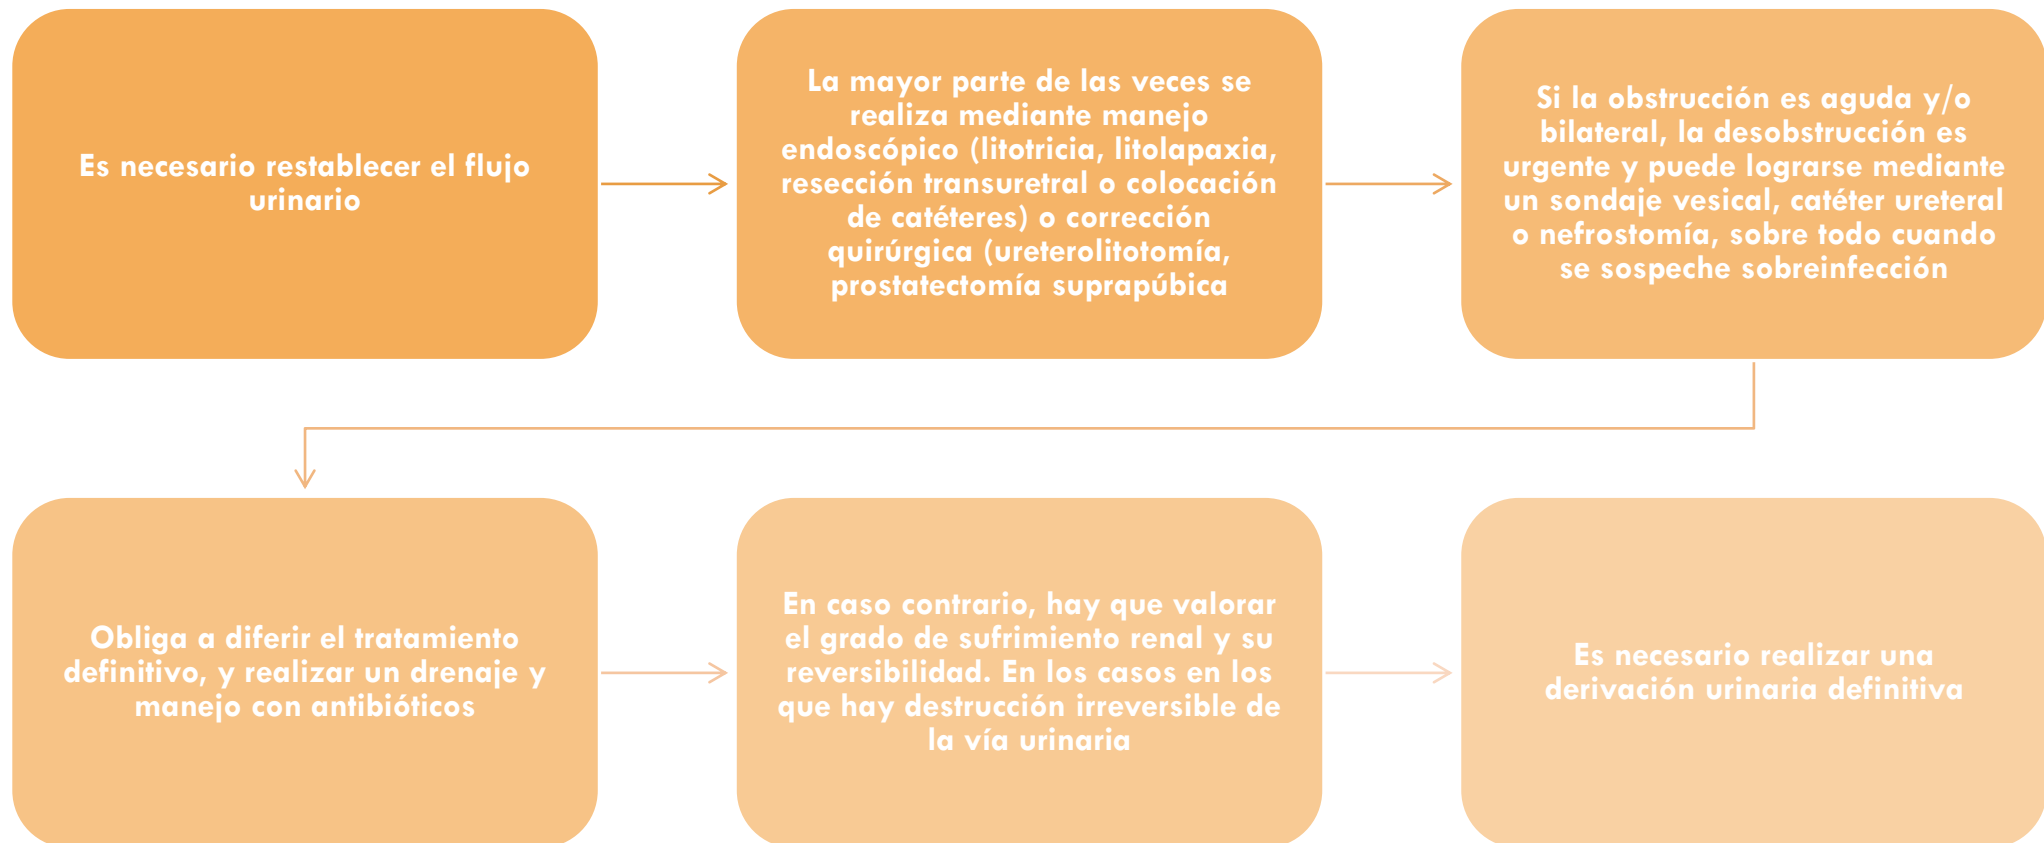 Es necesario restablecer el flujo
urinario
La mayor parte de las veces se
realiza mediante manejo
endoscópico (litotricia, litolapaxia,
resección transuretral o colocación
de catéteres) o corrección
quirúrgica (ureterolitotomía,
prostatectomía suprapúbica
Si la obstrucción es aguda y/o
bilateral, la desobstrucción es
urgente y puede lograrse mediante
un sondaje vesical, catéter ureteral
o nefrostomía, sobre todo cuando
se sospeche sobreinfección
Obliga a diferir el tratamiento
definitivo, y realizar un drenaje y
manejo con antibióticos
En caso contrario, hay que valorar
el grado de sufrimiento renal y su
reversibilidad. En los casos en los
que hay destrucción irreversible de
la vía urinaria
Es necesario realizar una
derivación urinaria definitiva